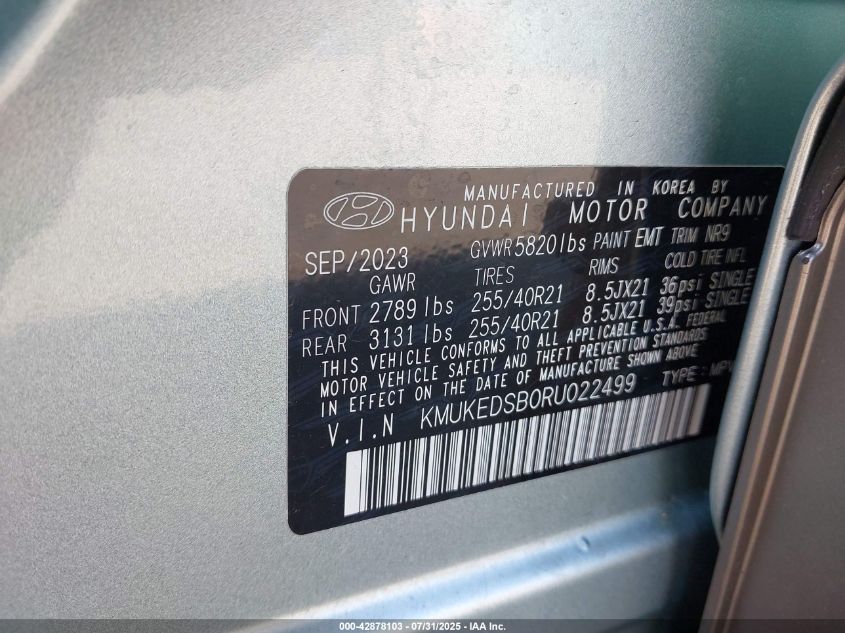 MANUFACTURED IN KOREA BY
HYUNDAI MOTOR COMPANY
SEP/2023 GVWR 5820lbs PAINT EMT TRIM NR9
GAWR TIRES RIMS COLD TIRE INFL
FRONT 2789 lbs 255/40R21 8.5JX21 36psi SINGLE
REAR 3131 lbs 255/40R21 8.5JX21 39psi SINGLE
THIS VEHICLE CONFORMS TO ALL APPLICABLE U.S.A. FEDERAL
MOTOR VEHICLE SAFETY AND THEFT PREVENTION STANDARDS
IN EFFECT ON THE DATE OF MANUFACTURE SHOWN ABOVE
V.I.N KMUKEDSB0RU022499 TYPE : MPV
000-42878103 - 07/31/2025 - IAA Inc.